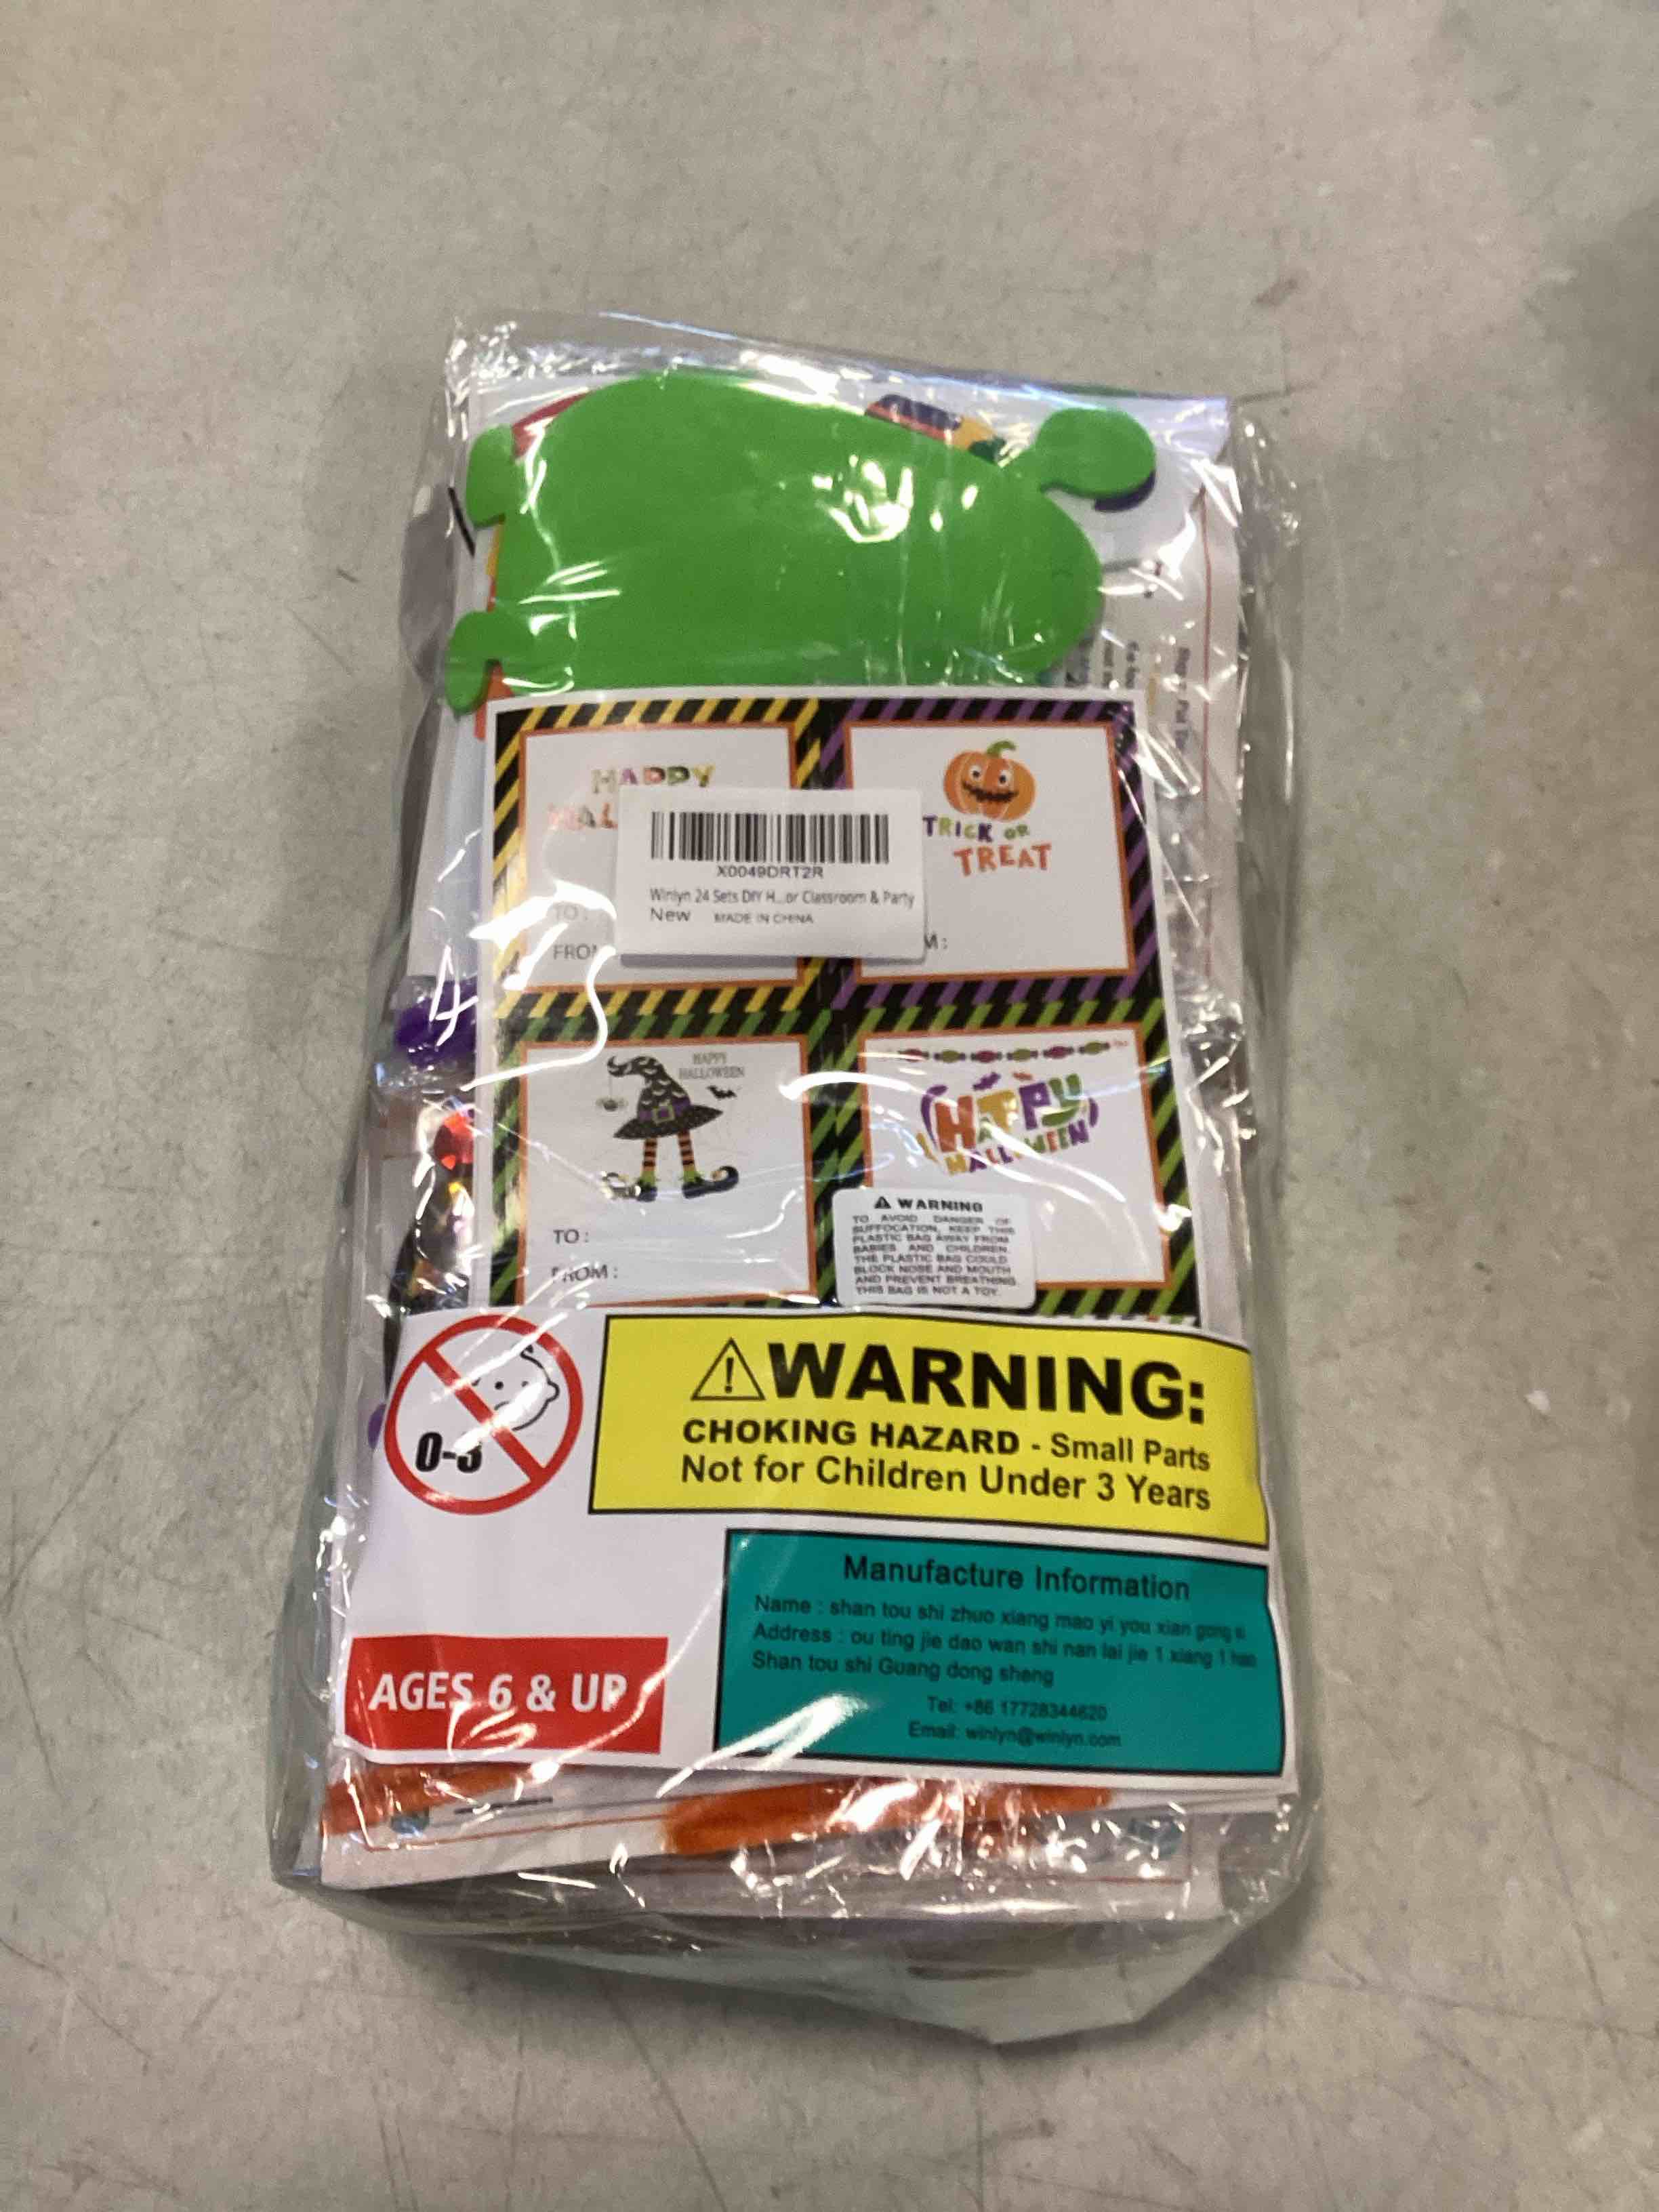 HAPPY
HAL
TO :
FROM
TRICK OR
TREAT
M :
X0049DRT2R
Winlyn 24 Sets DIY H...or Classroom & Party
New MADE IN CHINA
HAPPY
HALLOWEEN
TO :
FROM :
HAPPY
HALLOWEEN
⚠ WARNING
TO AVOID DANGER OF
SUFFOCATION, KEEP THIS
PLASTIC BAG AWAY FROM
BABIES AND CHILDREN.
THE PLASTIC BAG COULD
BLOCK NOSE AND MOUTH
AND PREVENT BREATHING
THIS BAG IS NOT A TOY.
0-3
⚠WARNING:
CHOKING HAZARD - Small Parts
Not for Children Under 3 Years
Manufacture Information
Name : shan tou shi zhuo xiang mao yi you xian gong si
Address : ou ting jie dao wan shi nan lai jie 1 xiang 1 hao
Shan tou shi Guang dong sheng
Tel: +86 17728344620
Email: winlyn@winlyn.com
AGES 6 & UP